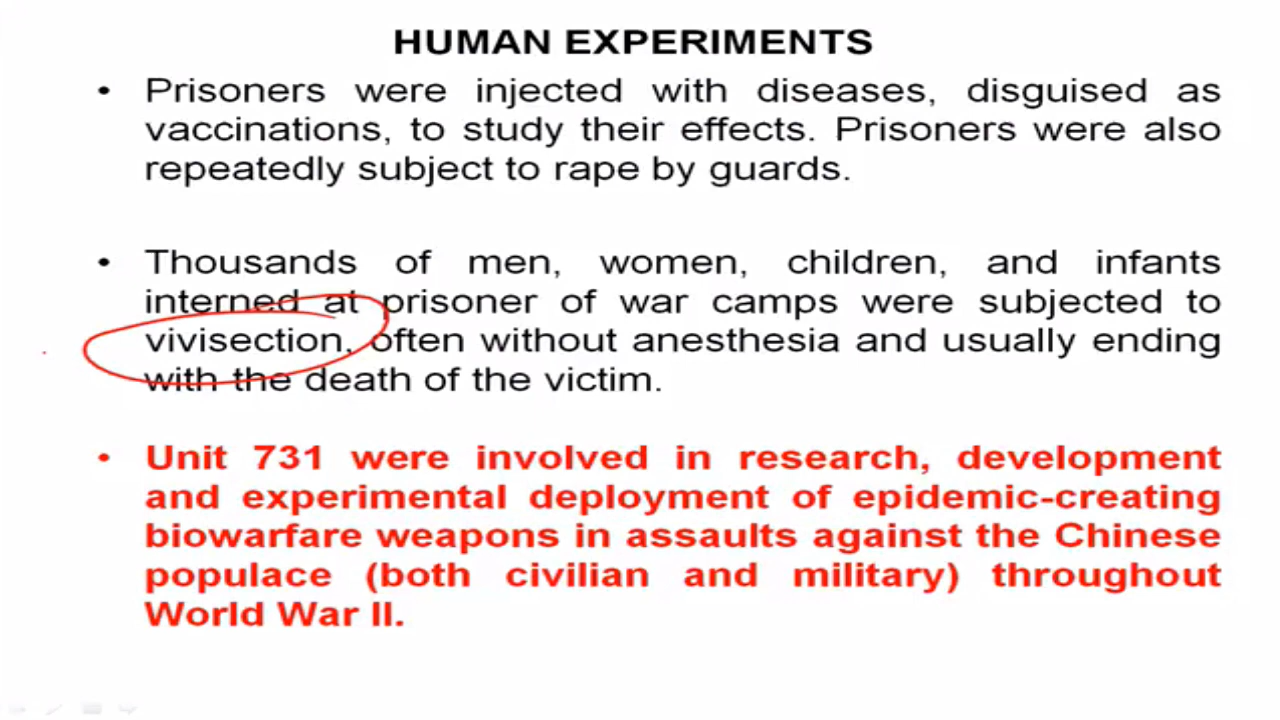 HUMAN EXPERIMENTS
• Prisoners were injected with diseases, disguised as
vaccinations, to study their effects. Prisoners were also
repeatedly subject to rape by guards.
• Thousands of men, women, children, and infants
interned at prisoner of war camps were subjected to
vivisection, often without anesthesia and usually ending
with the death of the victim.
• Unit 731 were involved in research, development
and experimental deployment of epidemic-creating
biowarfare weapons in assaults against the Chinese
populace (both civilian and military) throughout
World War II.